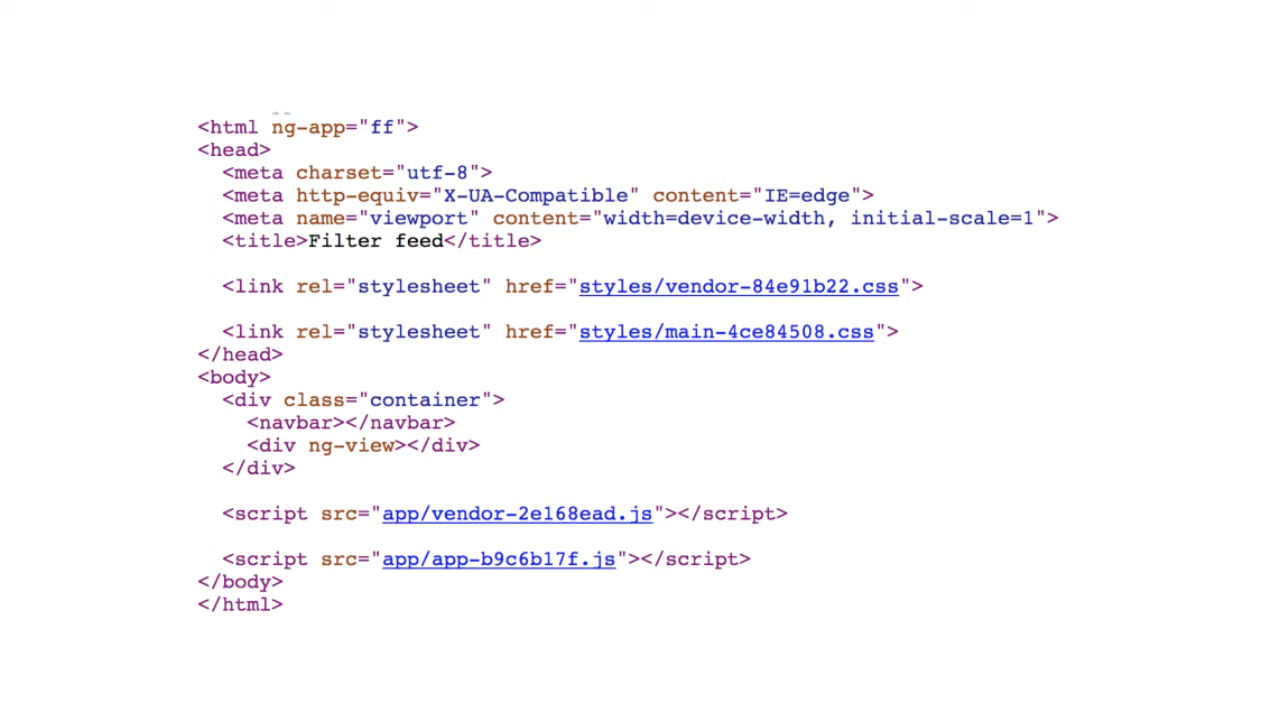 <html ng-app="ff">
<head>
<meta charset="utf-8">
<meta http-equiv="X-UA-Compatible" content="IE=edge">
<meta name="viewport" content="width=device-width, initial-scale=1">
<title>Filter feed</title>
<link rel="stylesheet" href="styles/vendor-84e91b22.css">
<link rel="stylesheet" href="styles/main-4ce84508.css">
</head>
<body>
<div class="container">
<navbar></navbar>
<div ng-view></div>
</div>
<script src="app/vendor-2e168ead.js"></script>
<script src="app/app-b9c6b17f.js"></script>
</body>
</html>